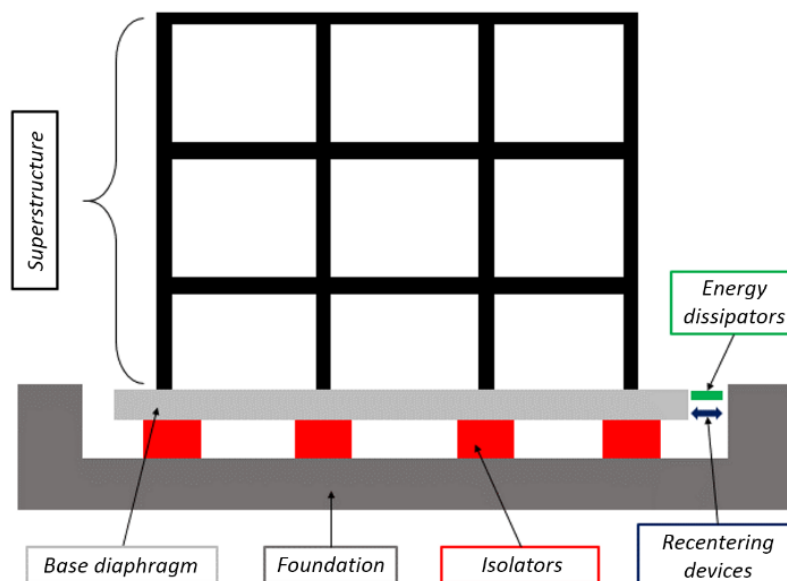 Superstructure
Energy
dissipators
Base diaphragm
Foundation
Isolators
Recentering
devices